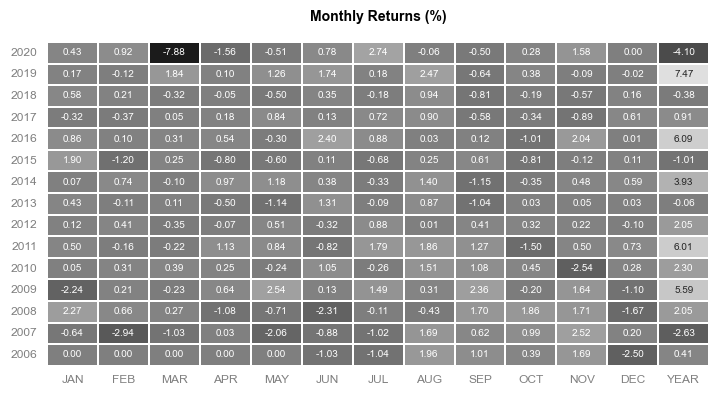 Monthly Returns (%)
2020 0.43 0.92 -7.88 -1.56 -0.51 0.78 2.74 -0.06 -0.50 0.28 1.58 0.00 -4.10
2019 0.17 -0.12 1.84 0.10 1.26 1.74 0.18 2.47 -0.64 0.38 -0.09 -0.02 7.47
2018 0.58 0.21 -0.32 -0.05 -0.50 0.35 -0.18 0.94 -0.81 -0.19 -0.57 0.16 -0.38
2017 -0.32 -0.37 0.05 0.18 0.84 0.13 0.72 0.90 -0.58 -0.34 -0.89 0.61 0.91
2016 0.86 0.10 0.31 0.54 -0.30 2.40 0.88 0.03 0.12 -1.01 2.04 0.01 6.09
2015 1.90 -1.20 0.25 -0.80 -0.60 0.11 -0.68 0.25 0.61 -0.81 -0.12 0.11 -1.01
2014 0.07 0.74 -0.10 0.97 1.18 0.38 -0.33 1.40 -1.15 -0.35 0.48 0.59 3.93
2013 0.43 -0.11 0.11 -0.50 -1.14 1.31 -0.09 0.87 -1.04 0.03 0.05 0.03 -0.06
2012 0.12 0.41 -0.35 -0.07 0.51 -0.32 0.88 0.01 0.41 0.32 0.22 -0.10 2.05
2011 0.50 -0.16 -0.22 1.13 0.84 -0.82 1.79 1.86 1.27 -1.50 0.50 0.73 6.01
2010 0.05 0.31 0.39 0.25 -0.24 1.05 -0.26 1.51 1.08 0.45 -2.54 0.28 2.30
2009 -2.24 0.21 -0.23 0.64 2.54 0.13 1.49 0.31 2.36 -0.20 1.64 -1.10 5.59
2008 2.27 0.66 0.27 -1.08 -0.71 -2.31 -0.11 -0.43 1.70 1.86 1.71 -1.67 2.05
2007 -0.64 -2.94 -1.03 0.03 -2.06 -0.88 -1.02 1.69 0.62 0.99 2.52 0.20 -2.63
2006 0.00 0.00 0.00 0.00 0.00 -1.03 -1.04 1.96 1.01 0.39 1.69 -2.50 0.41
JAN FEB MAR APR MAY JUN JUL AUG SEP OCT NOV DEC YEAR